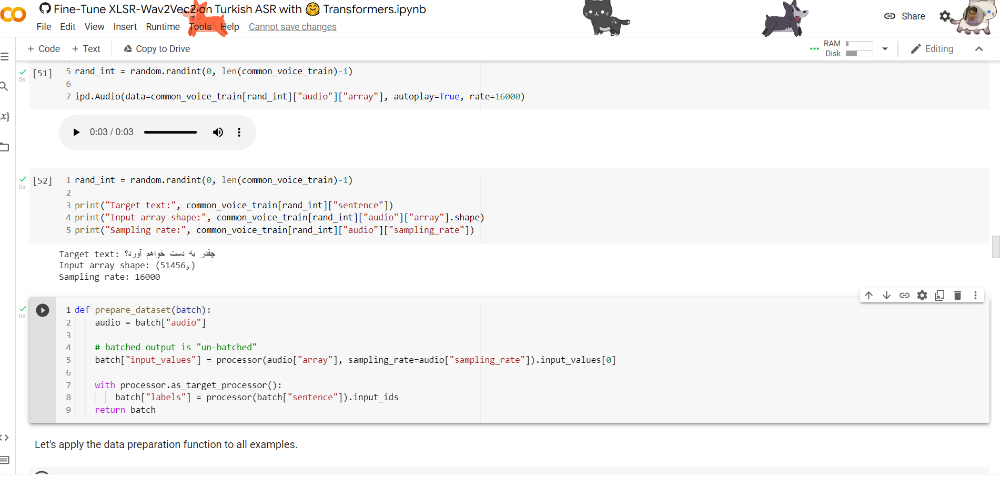 Fine-Tune XLSR-Wav2Vec2 on Turkish ASR with 🤗 Transformers.ipynb
File Edit View Insert Runtime Tools Help Cannot save changes
Share
+ Code + Text Copy to Drive
RAM
Disk
Editing
[51]
0s
5 rand_int = random.randint(0, len(common_voice_train)-1)
6
7 ipd.Audio(data=common_voice_train[rand_int]["audio"]["array"], autoplay=True, rate=16000)
{x}
0:03 / 0:03
[52]
0s
1 rand_int = random.randint(0, len(common_voice_train)-1)
2
3 print("Target text:", common_voice_train[rand_int]["sentence"])
4 print("Input array shape:", common_voice_train[rand_int]["audio"]["array"].shape)
5 print("Sampling rate:", common_voice_train[rand_int]["audio"]["sampling_rate"])
Target text: چقدر به دست خواهم آورد؟
Input array shape: (51456,)
Sampling rate: 16000
0s
1 def prepare_dataset(batch):
2 audio = batch["audio"]
3
4 # batched output is "un-batched"
5 batch["input_values"] = processor(audio["array"], sampling_rate=audio["sampling_rate"]).input_values[0]
6
7 with processor.as_target_processor():
8 batch["labels"] = processor(batch["sentence"]).input_ids
9 return batch
Let's apply the data preparation function to all examples.